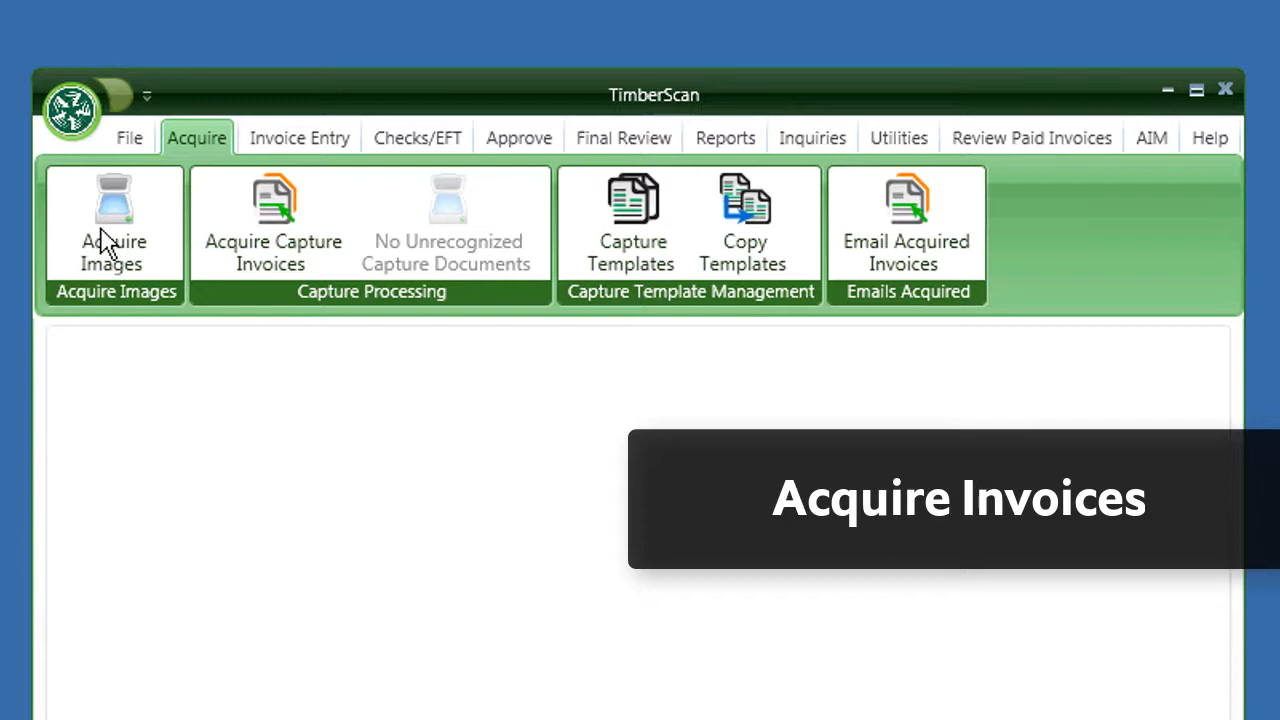 TimberScan
File Acquire Invoice Entry Checks/EFT Approve Final Review Reports Inquiries Utilities Review Paid Invoices AIM Help
Acquire
Images
Acquire Images
Acquire Capture
Invoices
No Unrecognized
Capture Documents
Capture Processing
Capture
Templates
Copy
Templates
Capture Template Management
Email Acquired
Invoices
Emails Acquired
Acquire Invoices